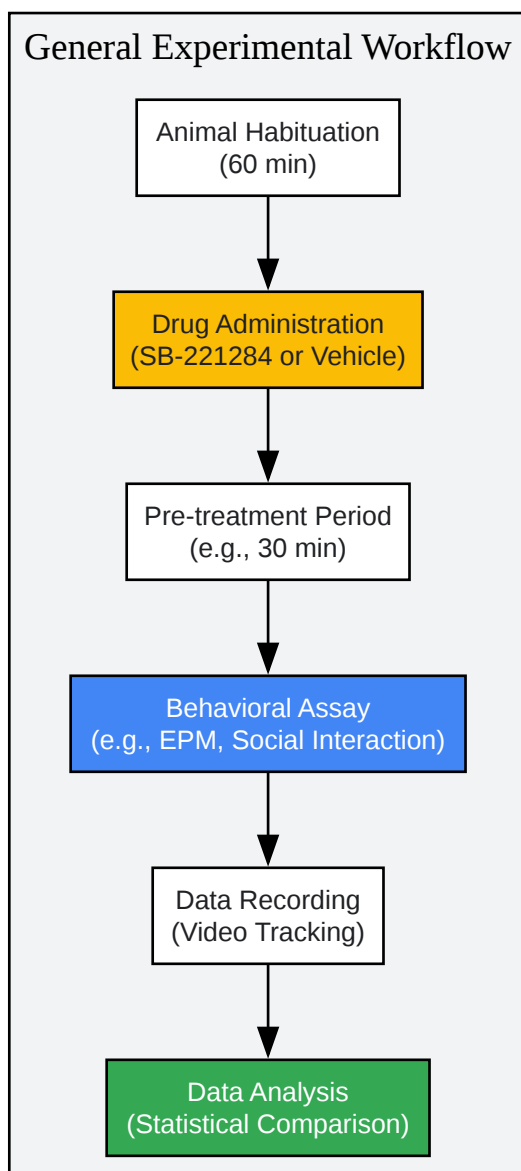 General Experimental Workflow
Animal Habituation
(60 min)
Drug Administration
(SB-221284 or Vehicle)
Pre-treatment Period
(e.g., 30 min)
Behavioral Assay
(e.g., EPM, Social Interaction)
Data Recording
(Video Tracking)
Data Analysis
(Statistical Comparison)